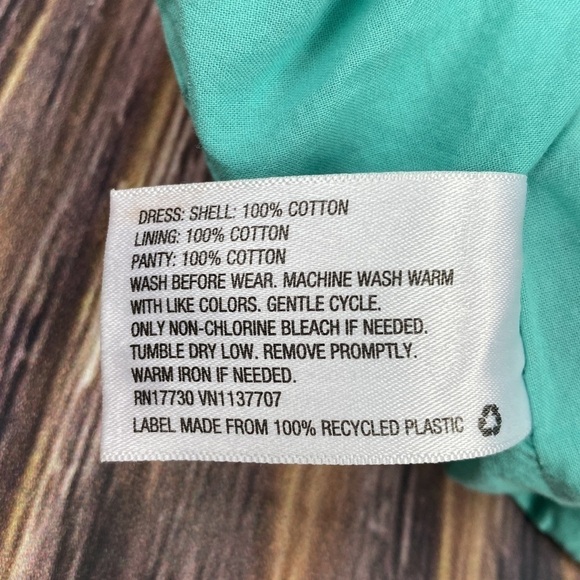 DRESS: SHELL: 100% COTTON
LINING: 100% COTTON
PANTY: 100% COTTON
WASH BEFORE WEAR. MACHINE WASH WARM
WITH LIKE COLORS. GENTLE CYCLE.
ONLY NON-CHLORINE BLEACH IF NEEDED.
TUMBLE DRY LOW. REMOVE PROMPTLY.
WARM IRON IF NEEDED.
RN17730 VN1137707
LABEL MADE FROM 100% RECYCLED PLASTIC